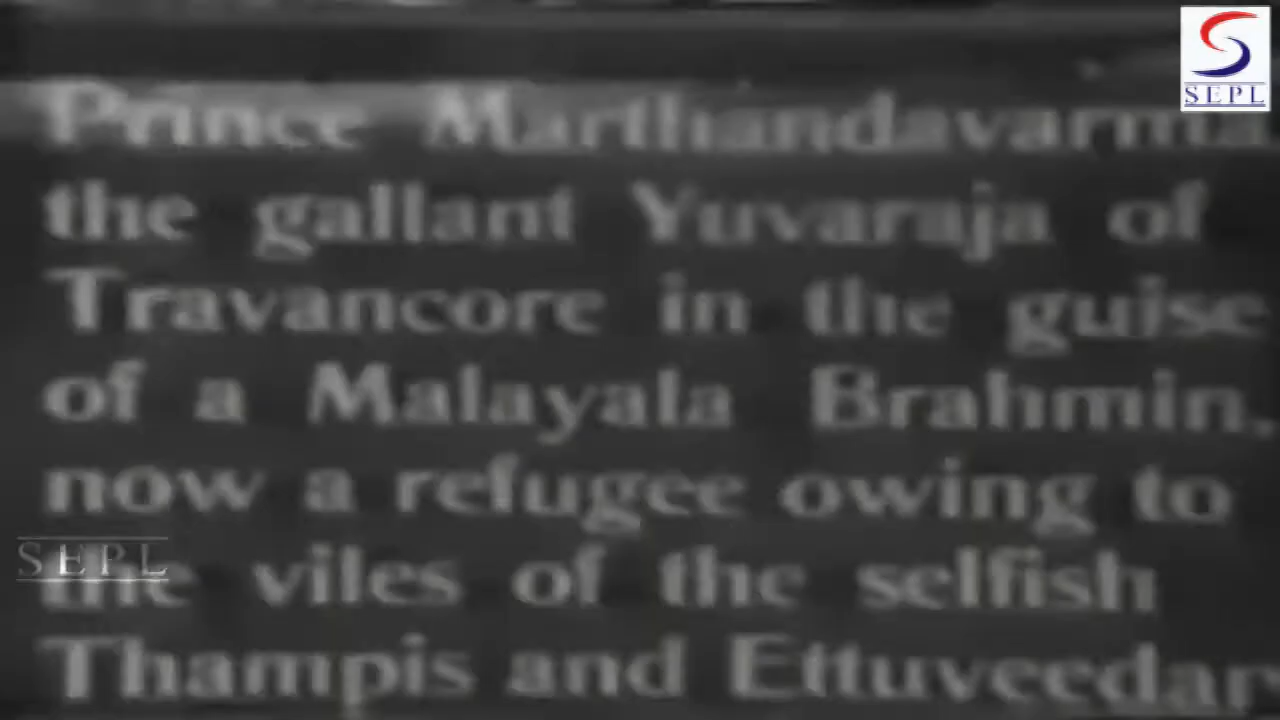 SEPL
Prince Marthandavarma,
the gallant Yuvaraja of
Travancore in the guise
of a Malayala Brahmin,
now a refugee owing to
SEPL
the viles of the selfish
Thampis and Ettuveedars